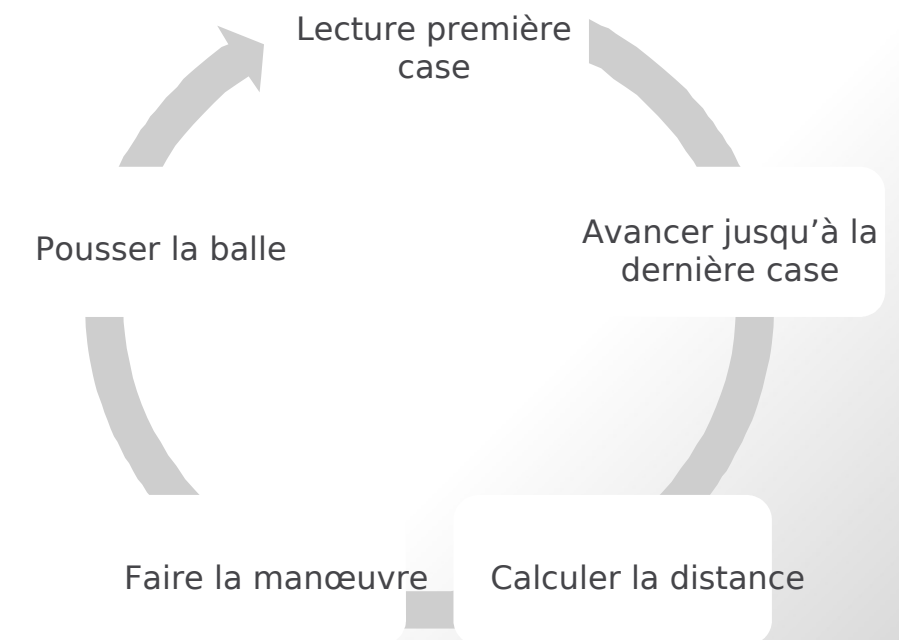 Lecture première
case
Avancer jusqu’à la
dernière case
Calculer la distance
Faire la manœuvre
Pousser la balle